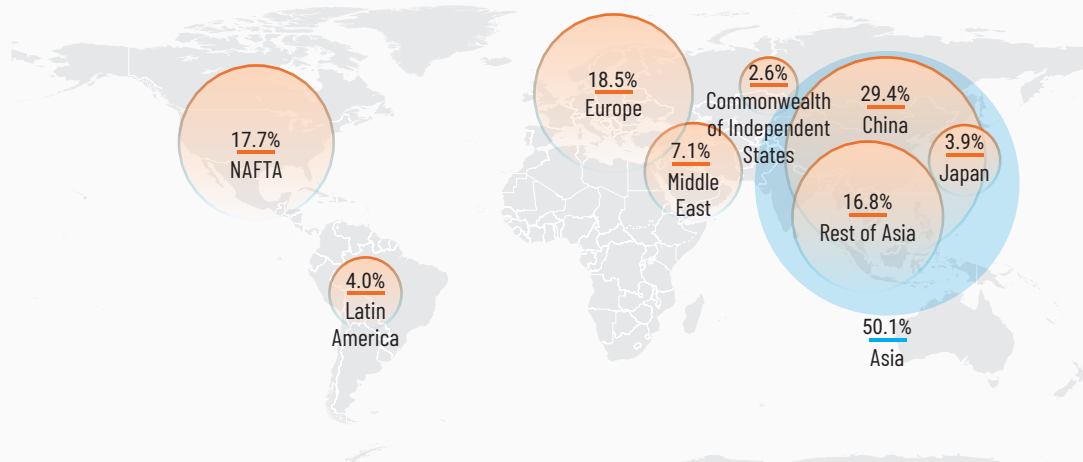 17.7%
NAFTA
4.0%
Latin
America
18.5%
Europe
7.1%
Middle
East
2.6%
Commonwealth
of Independent
States
29.4%
China
3.9%
Japan
16.8%
Rest of Asia
50.1%
Asia